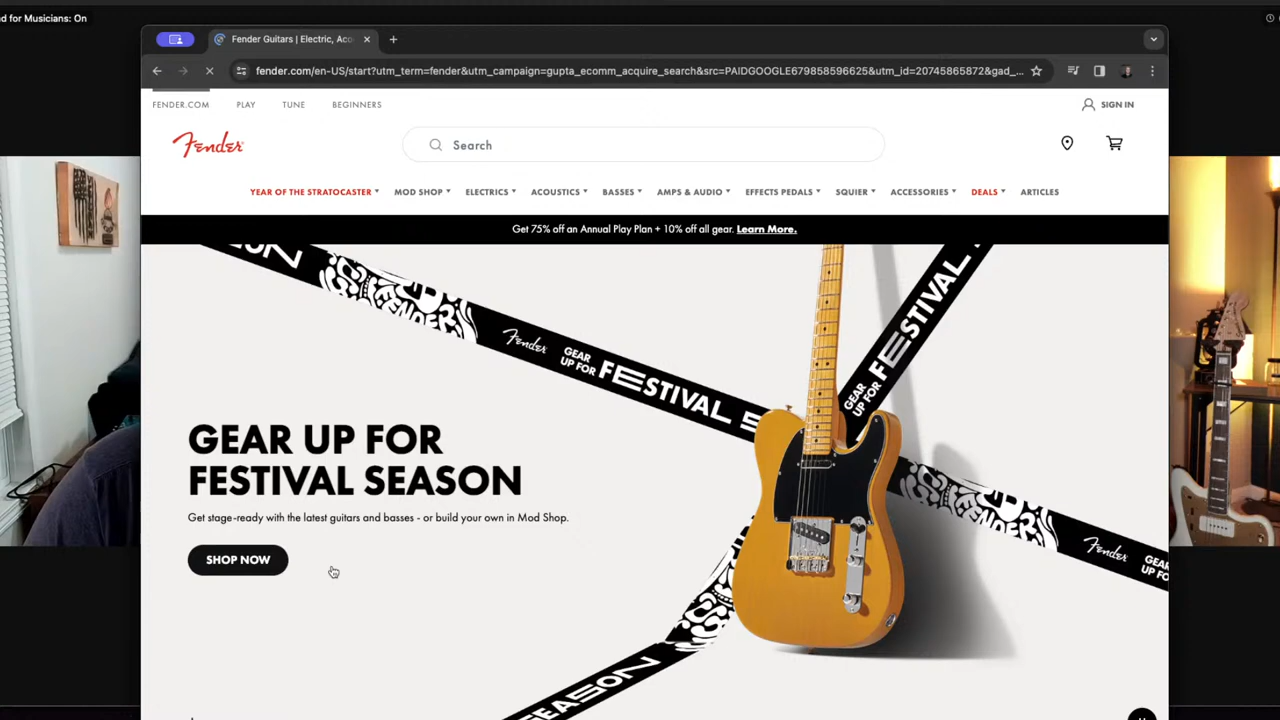 d for Musicians: On
Fender Guitars | Electric, Aco
fender.com/en-US/start?utm_term=fender&utm_campaign=gupta_ecomm_acquire_search&src=PAIDGOOGLE679858596625&utm_id=20745865872&gad_...
FENDER.COM PLAY TUNE BEGINNERS SIGN IN
Fender Search
YEAR OF THE STRATOCASTER MOD SHOP ELECTRICS ACOUSTICS BASSES AMPS & AUDIO EFFECTS PEDALS SQUIER ACCESSORIES DEALS ARTICLES
Get 75% off an Annual Play Plan + 10% off all gear. Learn More.
FENDER
Fender GEAR UP FOR FESTIVAL S
GEAR UP FOR FESTIVAL
GEAR UP FOR
FESTIVAL SEASON
Get stage-ready with the latest guitars and basses - or build your own in Mod Shop.
SHOP NOW
FENDER
Fender GEAR UP FO
SEASON